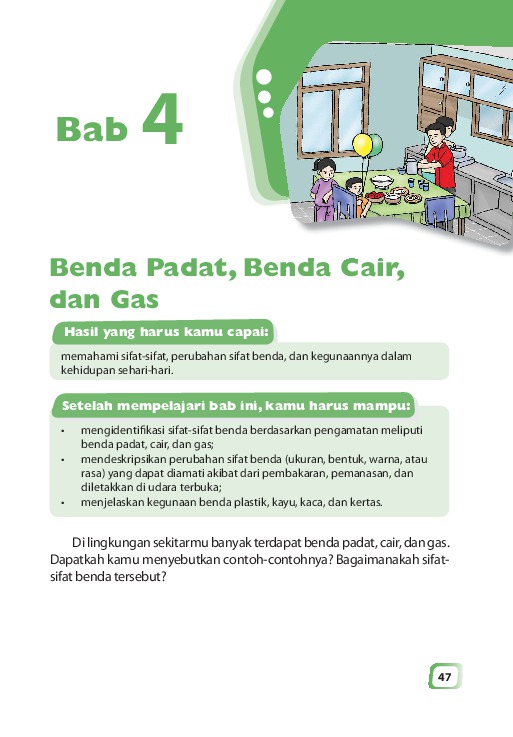 Bab 4
Benda Padat, Benda Cair,
dan Gas
Hasil yang harus kamu capai:
memahami sifat-sifat, perubahan sifat benda, dan kegunaannya dalam
kehidupan sehari-hari.
Setelah mempelajari bab ini, kamu harus mampu:
• mengidentifikasi sifat-sifat benda berdasarkan pengamatan meliputi
benda padat, cair, dan gas;
• mendeskripsikan perubahan sifat benda (ukuran, bentuk, warna, atau
rasa) yang dapat diamati akibat dari pembakaran, pemanasan, dan
diletakkan di udara terbuka;
• menjelaskan kegunaan benda plastik, kayu, kaca, dan kertas.
Di lingkungan sekitarmu banyak terdapat benda padat, cair, dan gas.
Dapatkah kamu menyebutkan contoh-contohnya? Bagaimanakah sifat-
sifat benda tersebut?
47